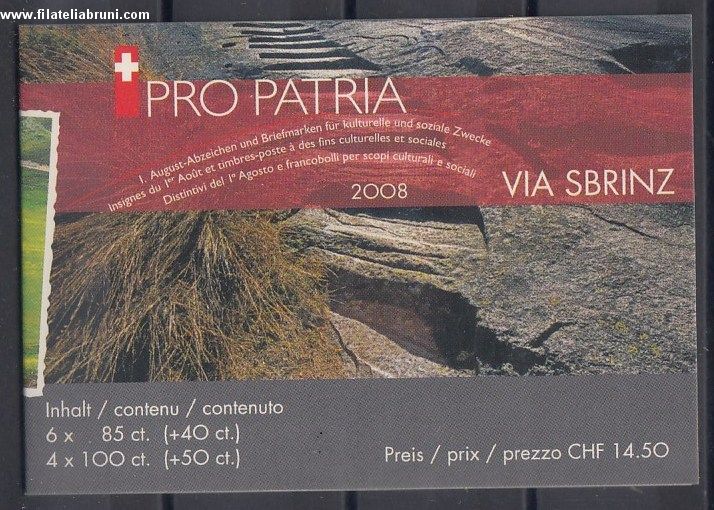 www.filateliabruni.com
PRO PATRIA
1. August-Abzeichen und Briefmarken für kulturelle und soziale Zwecke
Insignes du 1er Août et timbres-poste à des fins culturelles et sociales
Distintivi del 1° Agosto e francobolli per scopi culturali e sociali
2008
VIA SBRINZ
Inhalt / contenu / contenuto
6 x 85 ct. (+40 ct.)
4 x 100 ct. (+50 ct.)
Preis / prix / prezzo CHF 14.50